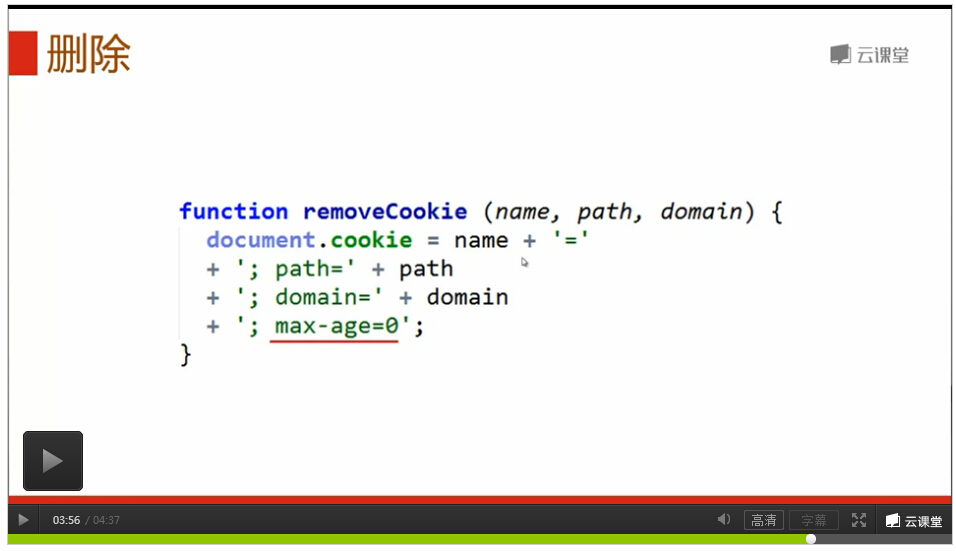 删除
云课堂
function removeCookie (name, path, domain) {
document.cookie = name + '='
+ '; path=' + path
+ '; domain=' + domain
+ '; max-age=0';
}
03:56 / 04:37
高清
字幕
云课堂